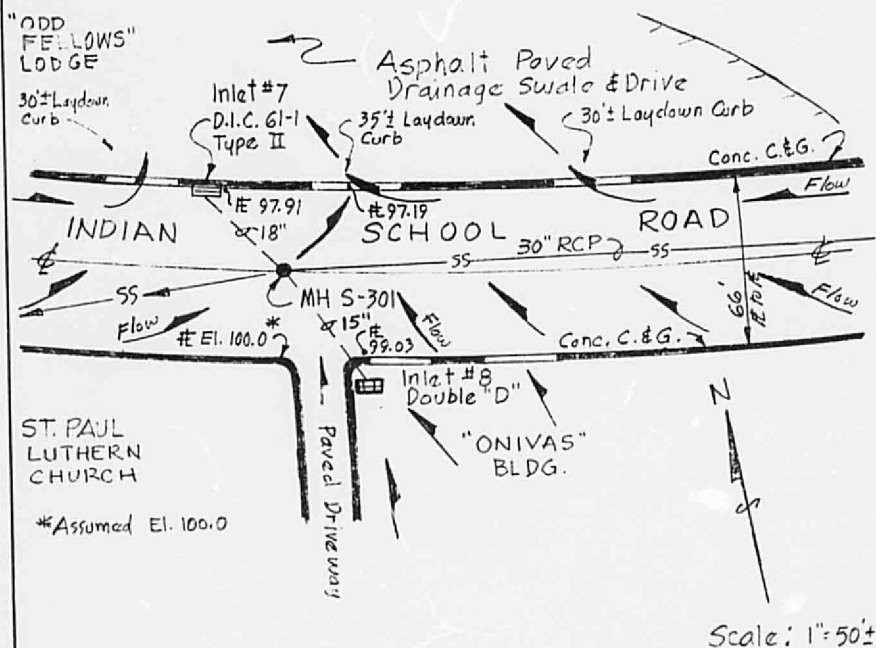 "ODD
FELLOWS"
LODGE
Asphalt Paved
Drainage Swale & Drive
30'± Laydown
Curb
Inlet #7
D.I.C. 61-1
Type II
35'± Laydown
Curb
30'± Laydown Curb
Conc. C.&G.
Flow
℄ 97.91
℄ 97.19
INDIAN SCHOOL ROAD
18"
30" RCP
SS
SS
℄
℄
SS
MH S-301
66'
℄ to ℄
Flow
Flow
Flow
℄ El. 100.0 *
15"
℄
99.03
Conc. C.&G.
Inlet #8
Double "D"
"ONIVAS"
BLDG.
N
S
ST. PAUL
LUTHERN
CHURCH
Paved Driveway
*Assumed El. 100.0
Scale: 1"=50'±